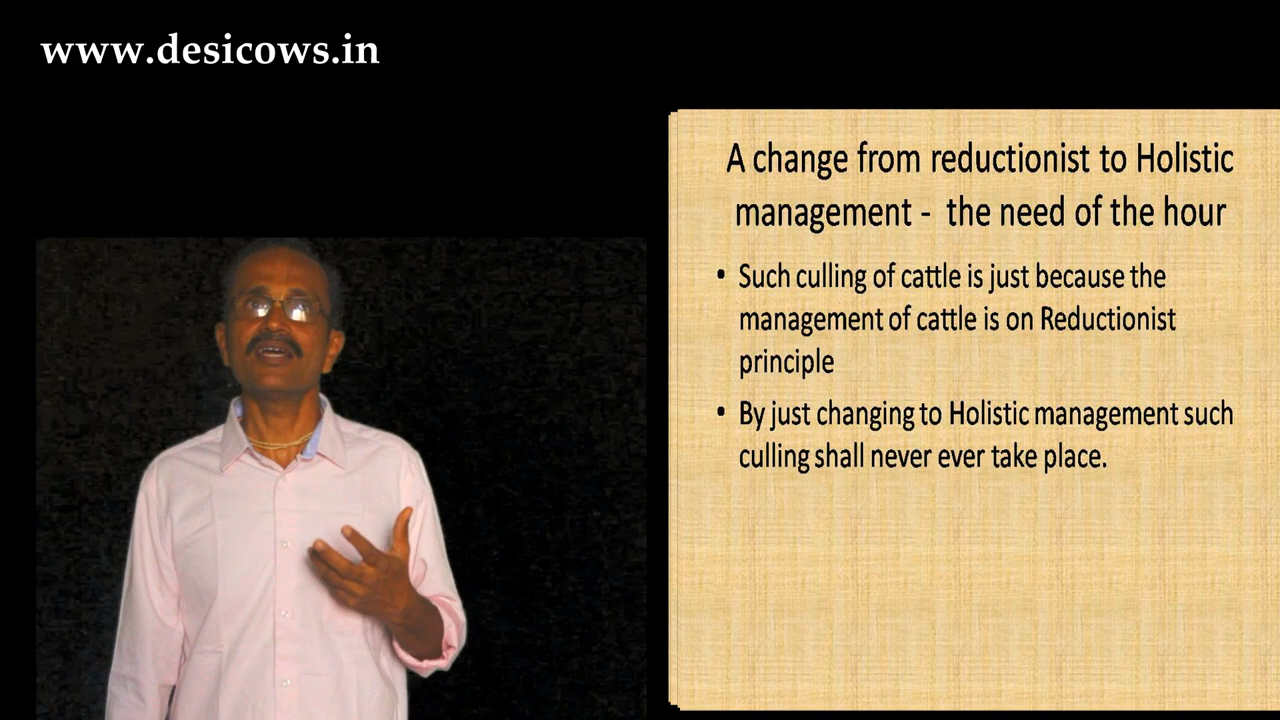 www.desicows.in
A change from reductionist to Holistic
management -  the need of the hour
• Such culling of cattle is just because the
management of cattle is on Reductionist
principle
• By just changing to Holistic management such
culling shall never ever take place.